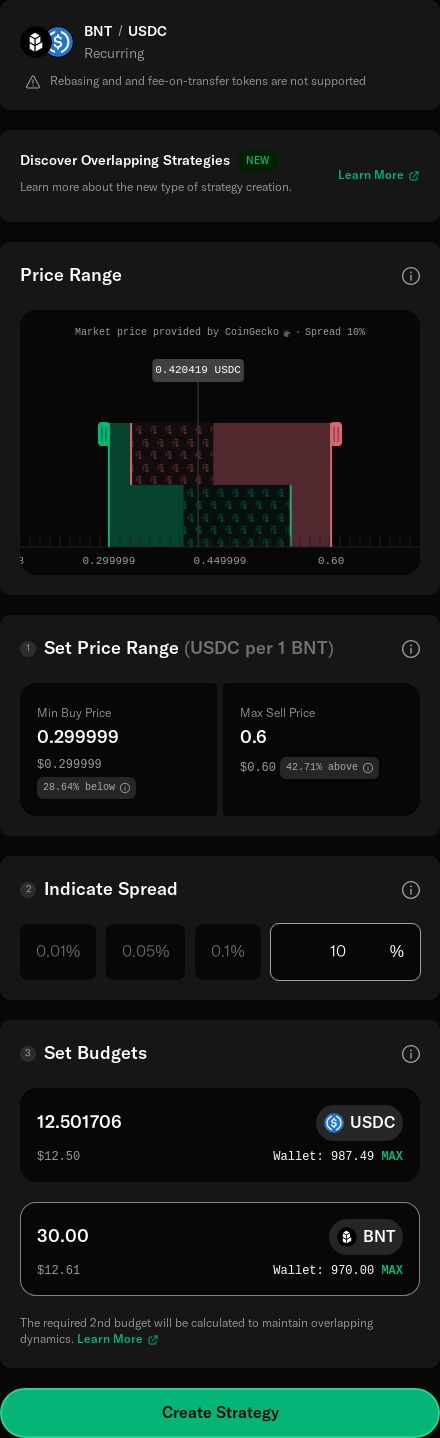 BNT / USDC
Recurring
Rebasing and and fee-on-transfer tokens are not supported
Discover Overlapping Strategies NEW
Learn more about the new type of strategy creation.
Learn More
Price Range
Market price provided by CoinGecko · Spread 10%
0.420419 USDC
0.299999 0.449999 0.60
1 Set Price Range (USDC per 1 BNT)
Min Buy Price
0.299999
$0.299999
28.64% below
Max Sell Price
0.6
$0.60 42.71% above
2 Indicate Spread
0.01% 0.05% 0.1% 10 %
3 Set Budgets
12.501706 USDC
$12.50 Wallet: 987.49 MAX
30.00 BNT
$12.61 Wallet: 970.00 MAX
The required 2nd budget will be calculated to maintain overlapping
dynamics. Learn More
Create Strategy